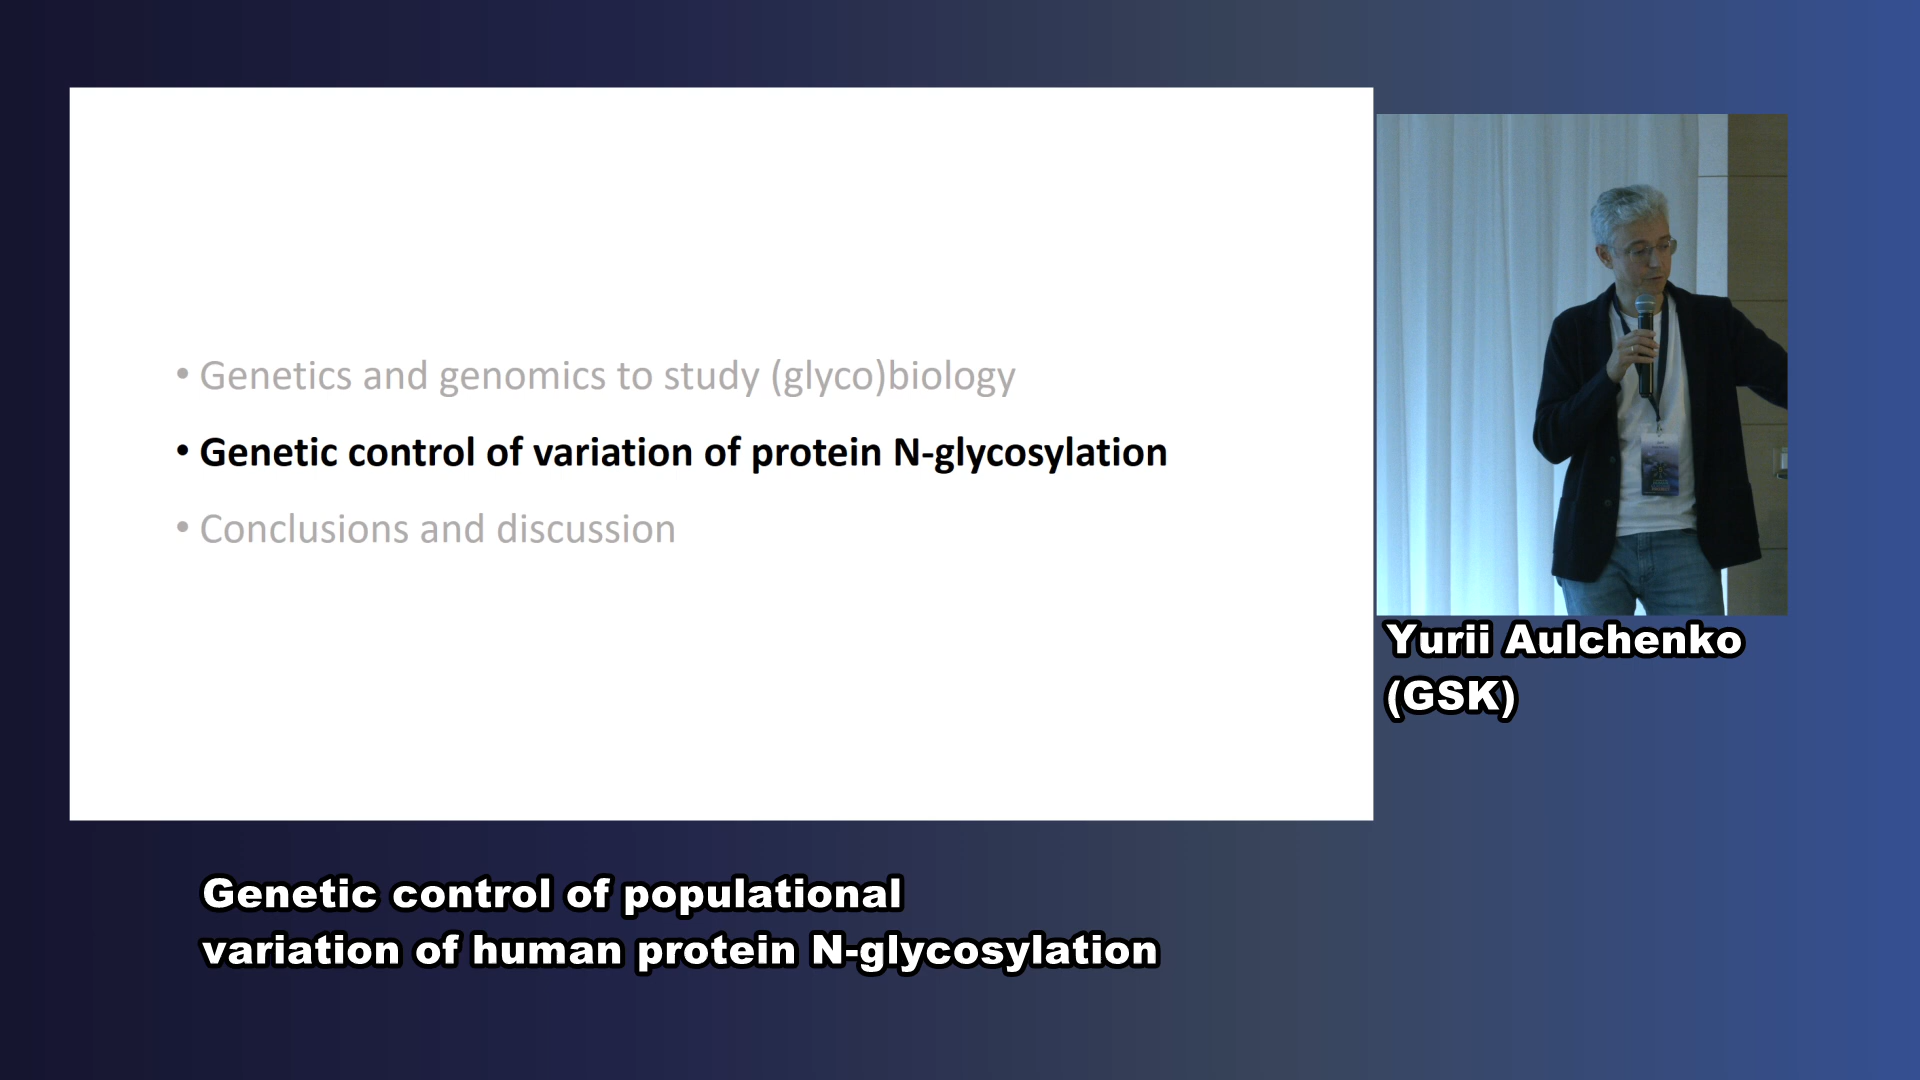 • Genetics and genomics to study (glyco)biology
• Genetic control of variation of protein N-glycosylation
• Conclusions and discussion
Yurii Aulchenko
(GSK)
Genetic control of populational
variation of human protein N-glycosylation